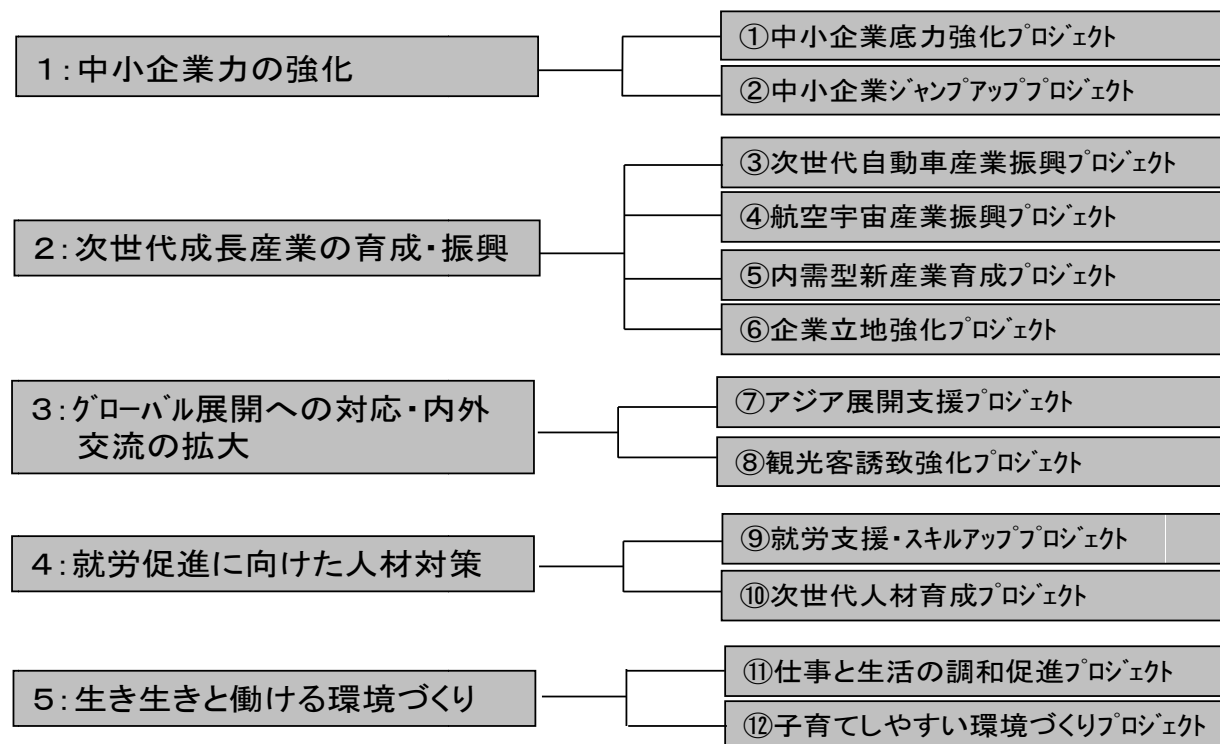 1:中小企業力の強化
①中小企業底力強化プロジェクト
②中小企業ジャンプアッププロジェクト
2:次世代成長産業の育成・振興
③次世代自動車産業振興プロジェクト
④航空宇宙産業振興プロジェクト
⑤内需型新産業育成プロジェクト
⑥企業立地強化プロジェクト
3:グローバル展開への対応・内外
交流の拡大
⑦アジア展開支援プロジェクト
⑧観光客誘致強化プロジェクト
4:就労促進に向けた人材対策
⑨就労支援・スキルアッププロジェクト
⑩次世代人材育成プロジェクト
5:生き生きと働ける環境づくり
⑪仕事と生活の調和促進プロジェクト
⑫子育てしやすい環境づくりプロジェクト